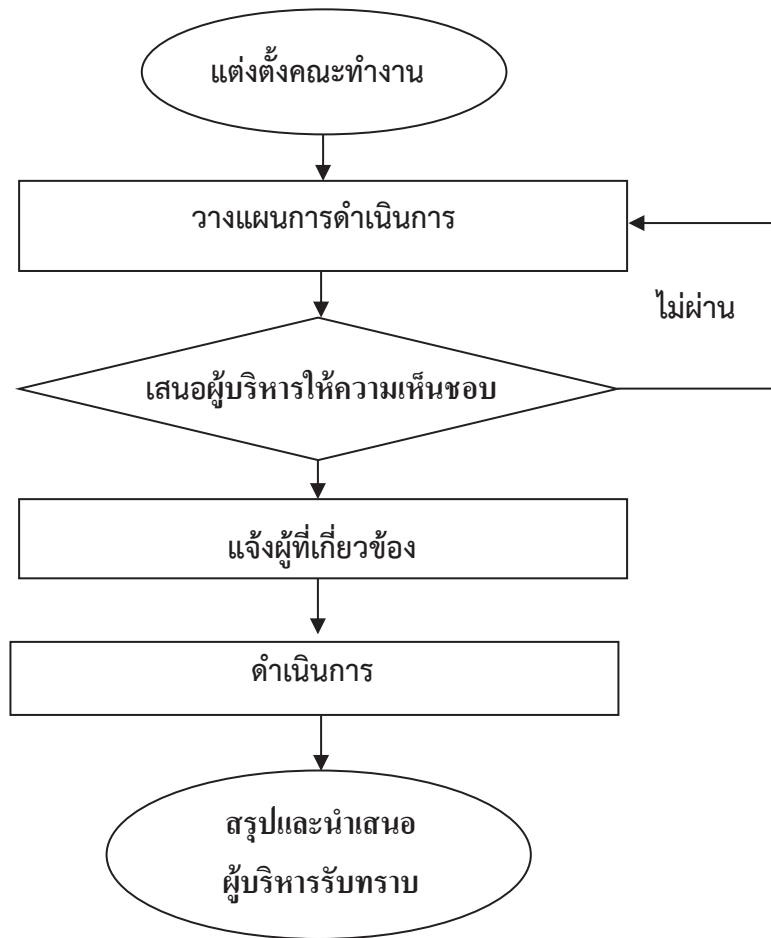 แต่งตั้งคณะทำงาน
วางแผนการดำเนินการ
ไม่ผ่าน
เสนอผู้บริหารให้ความเห็นชอบ
แจ้งผู้ที่เกี่ยวข้อง
ดำเนินการ
สรุปและนำเสนอ
ผู้บริหารรับทราบ